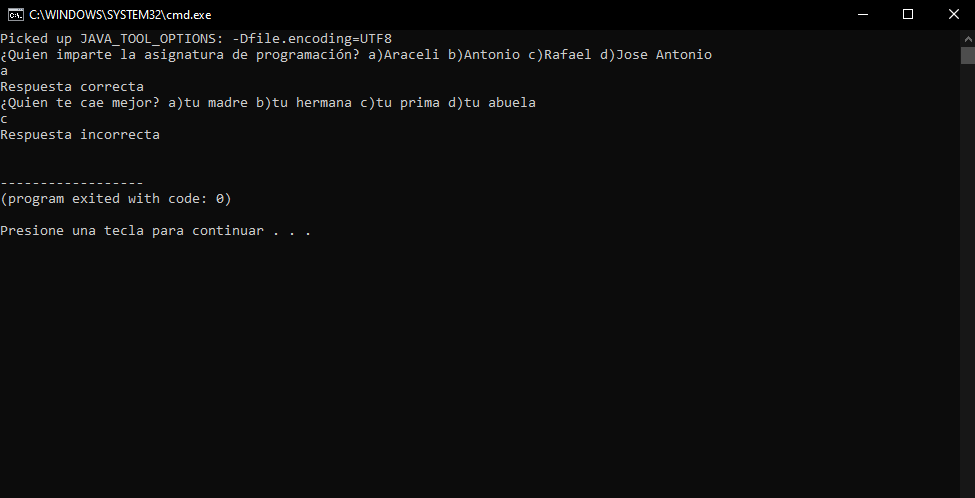 C:\WINDOWS\SYSTEM32\cmd.exe
Picked up JAVA_TOOL_OPTIONS: -Dfile.encoding=UTF8
¿Quien imparte la asignatura de programación? a)Araceli b)Antonio c)Rafael d)Jose Antonio
a
Respuesta correcta
¿Quien te cae mejor? a)tu madre b)tu hermana c)tu prima d)tu abuela
c
Respuesta incorrecta
------------------
(program exited with code: 0)
Presione una tecla para continuar . . .